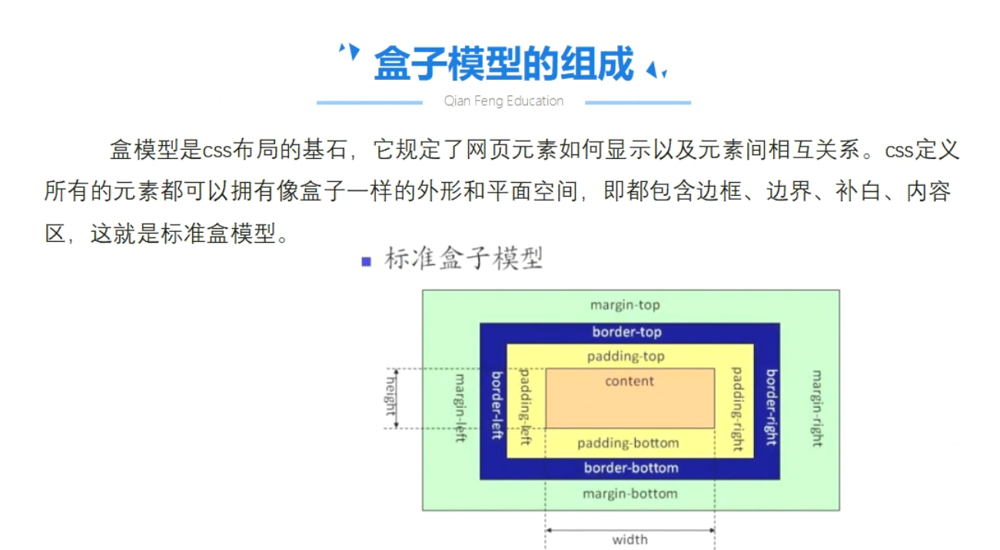 盒子模型的组成
Qian Feng Education
盒模型是css布局的基石，它规定了网页元素如何显示以及元素间相互关系。css定义
所有的元素都可以拥有像盒子一样的外形和平面空间，即都包含边框、边界、补白、内容
区，这就是标准盒模型。
标准盒子模型
margin-top
border-top
padding-top
content
height
margin-left
border-left
padding-left
padding-right
border-right
margin-right
padding-bottom
border-bottom
margin-bottom
width